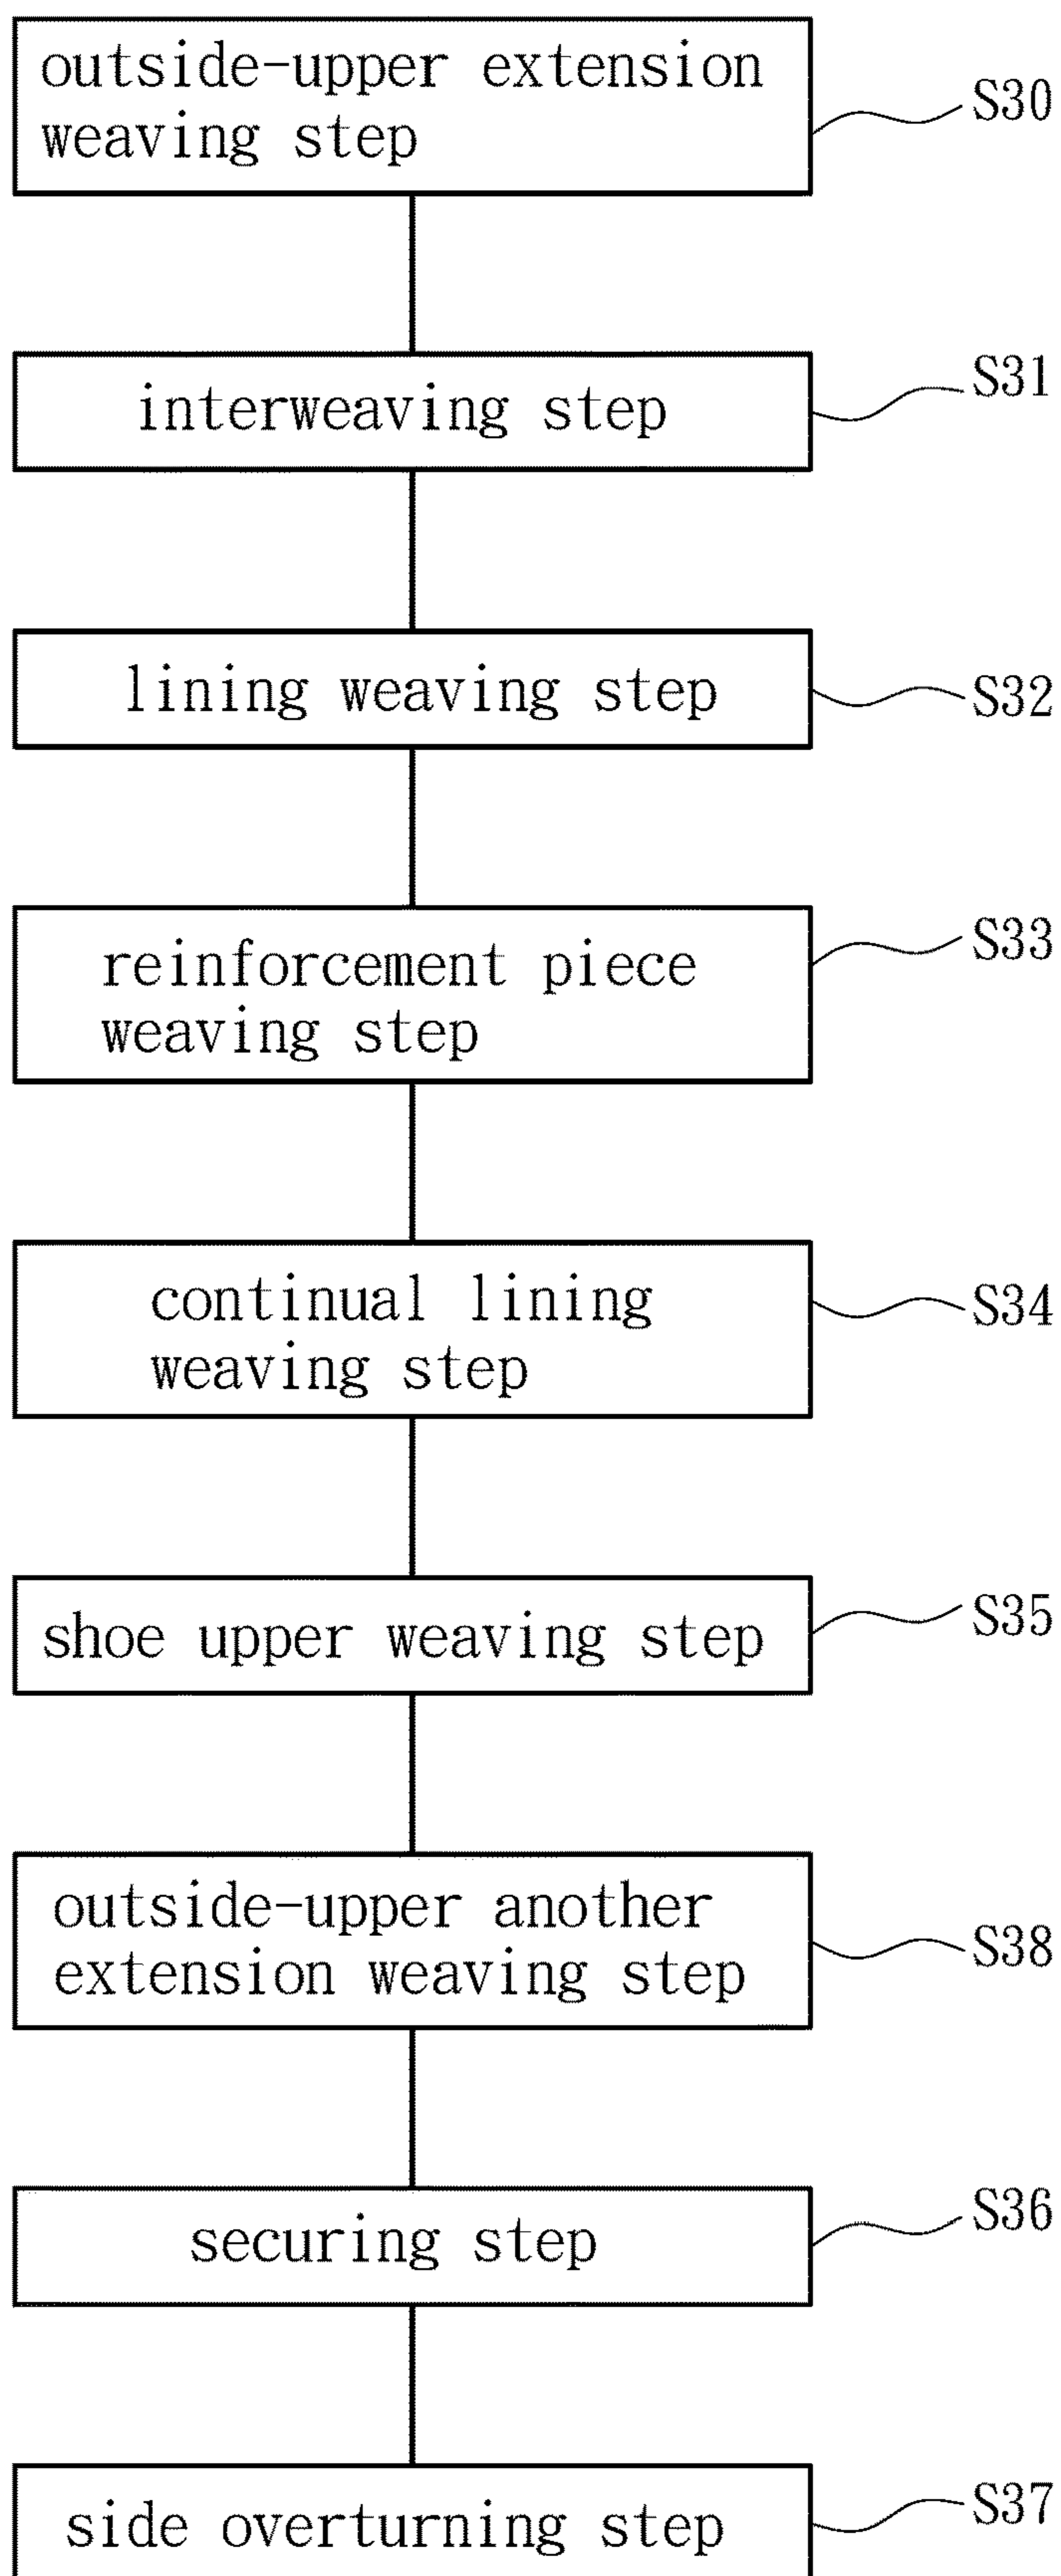 outside-upper extension
weaving step
S30
interweaving step
S31
lining weaving step
S32
reinforcement piece
weaving step
S33
continual lining
weaving step
S34
shoe upper weaving step
S35
outside-upper another
extension weaving step
S38
securing step
S36
side overturning step
S37